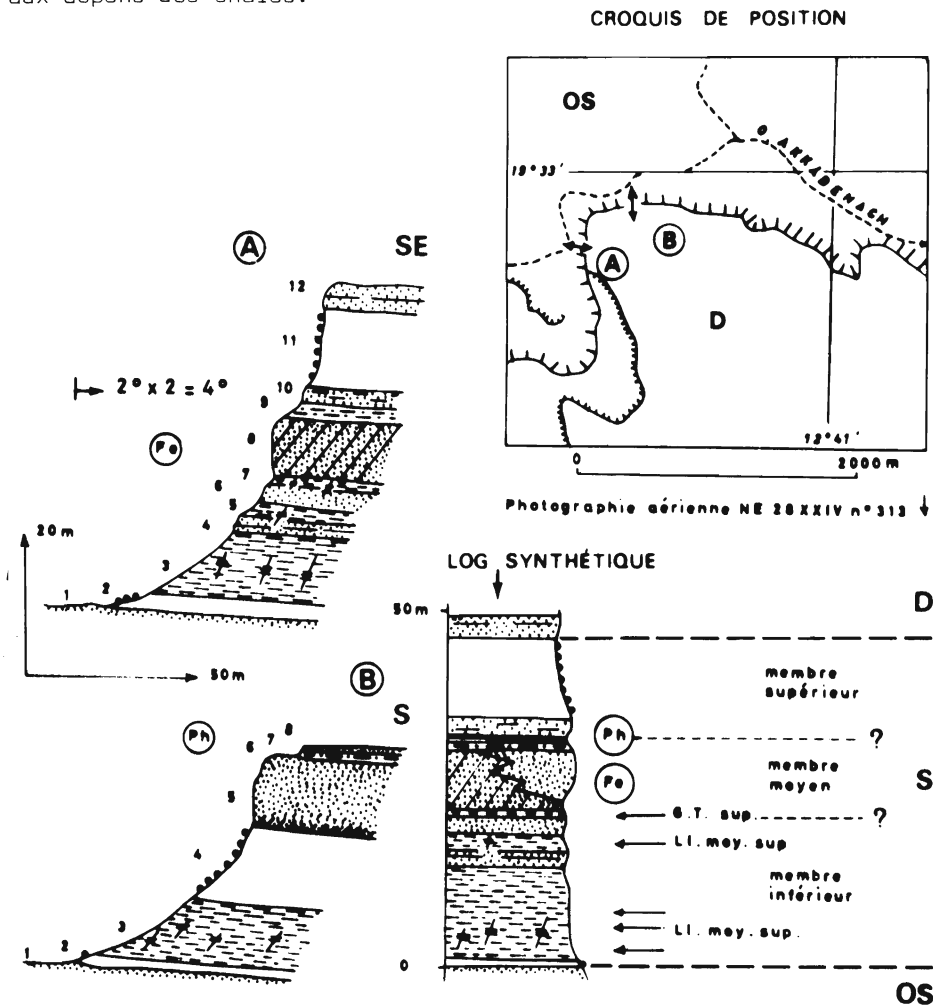 aux dépens des shales.
CROQUIS DE POSITION
OS
O. AKKABENACH
19°33'
B
A
D
12°41'
0 2000m
Photographie aérienne NE 28 XXIV n° 313
A SE
12
11
2° x 2 = 4°
10
9
Fe
8
7
6
5
4
3
2
1
20m
50m
B
S
Ph
8
7
6
5
4
3
2
1
LOG SYNTHÉTIQUE
50m
D
membre
supérieur
Ph ?
membre
moyen
S
Fe
G.T. sup. ?
Ll. moy. sup
membre
inférieur
Ll. moy. sup.
0
OS